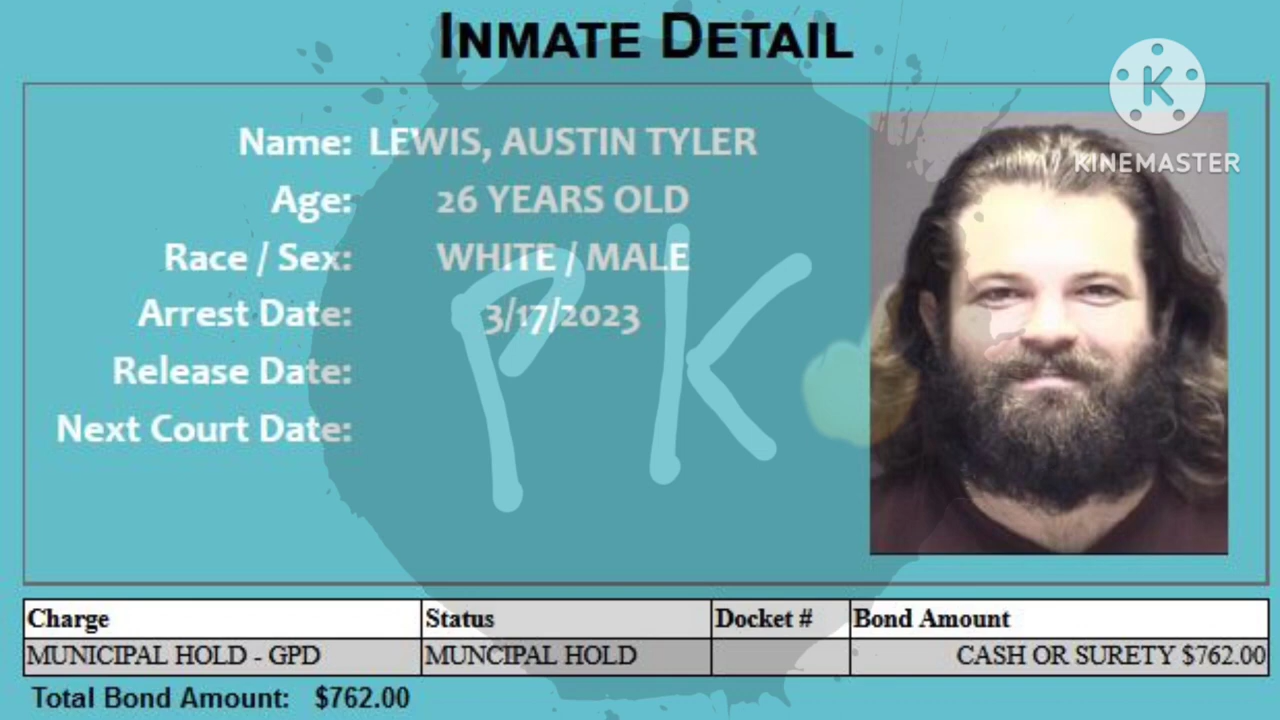 INMATE DETAIL
K
KINEMASTER
Name: LEWIS, AUSTIN TYLER
Age: 26 YEARS OLD
Race / Sex: WHITE / MALE
Arrest Date: 3/17/2023
Release Date:
Next Court Date:
PK
Charge Status Docket # Bond Amount
MUNICIPAL HOLD - GPD MUNCIPAL HOLD CASH OR SURETY $762.00
Total Bond Amount: $762.00